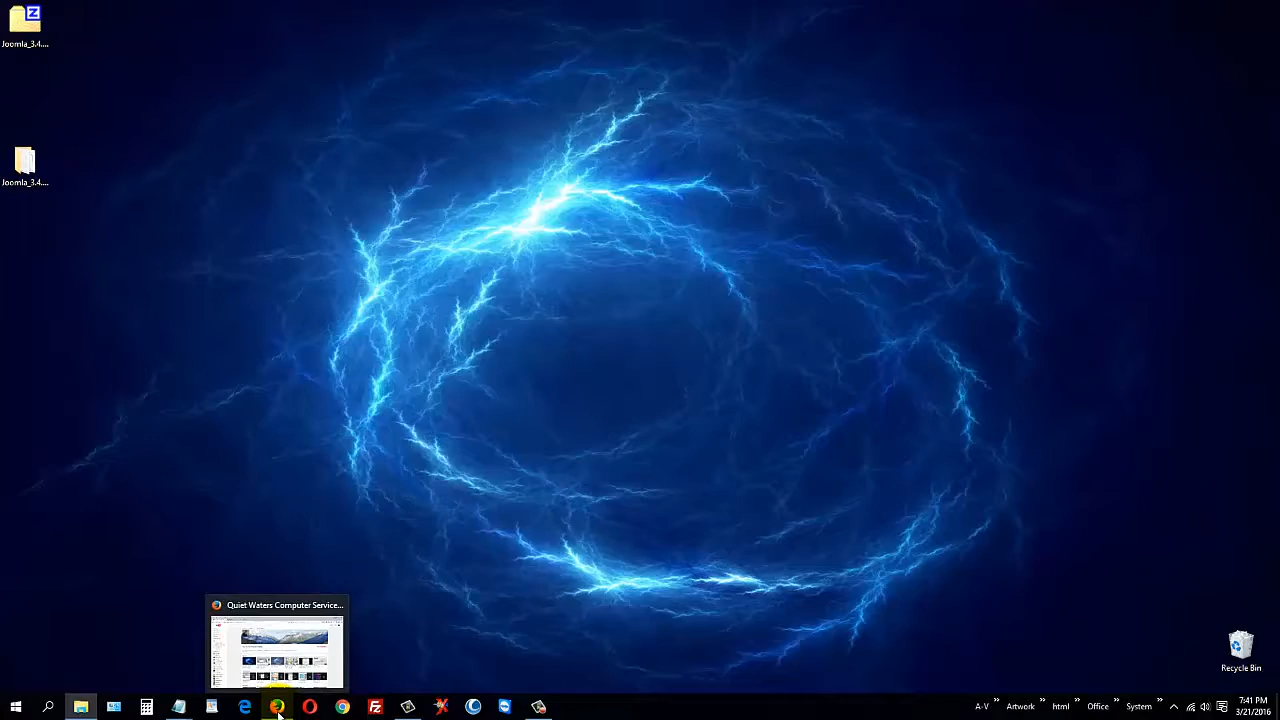 Z
Joomla_3.4....
Joomla_3.4....
Quiet Waters Computer Service...
Recycle Bin
A-V
Artwork
html
Office
System
7:41 PM
3/21/2016